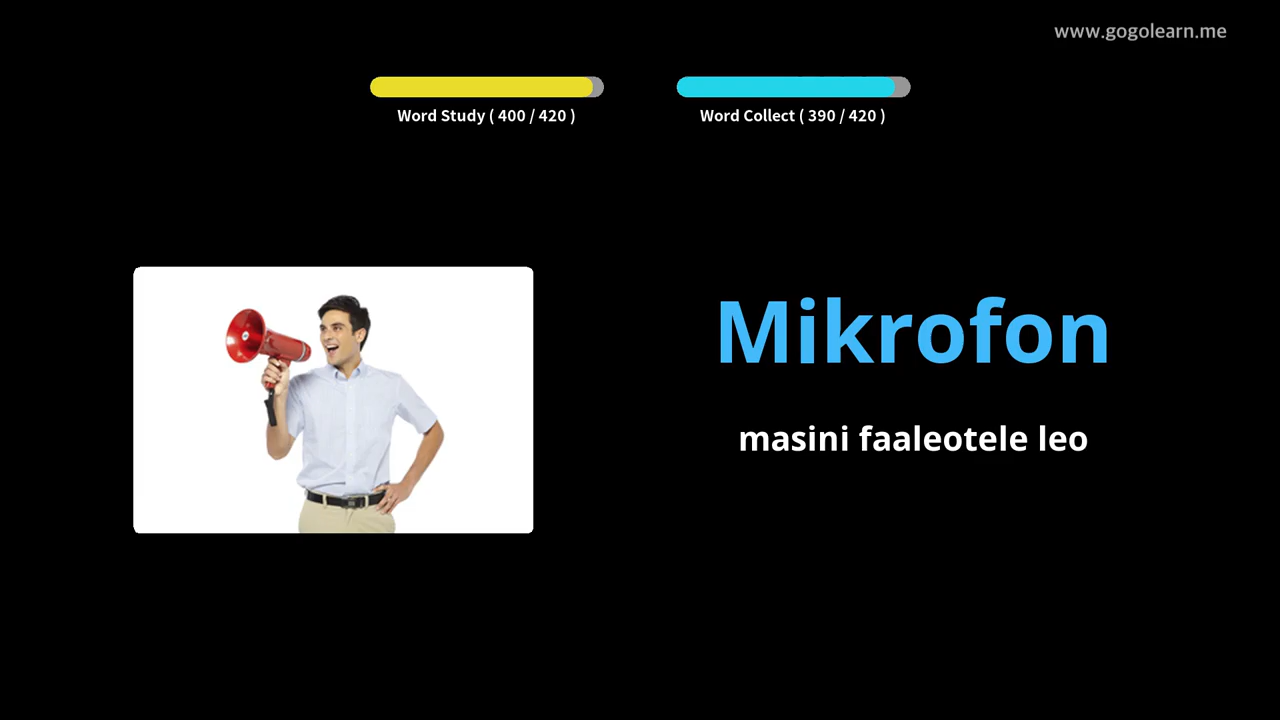 www.gogolearn.me
Word Study ( 400 / 420 )
Word Collect ( 390 / 420 )
Mikrofon
masini faaleotele leo